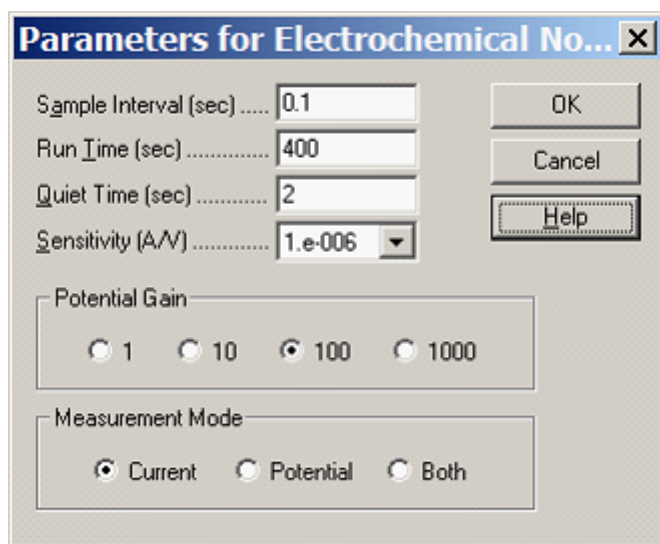 Parameters for Electrochemical No...
Sample Interval (sec) ..... 0.1 OK
Run Time (sec) .............. 400 Cancel
Quiet Time (sec) ............ 2 Help
Sensitivity (A/V) ............. 1.e-006
Potential Gain
1 10 100 1000
Measurement Mode
Current Potential Both